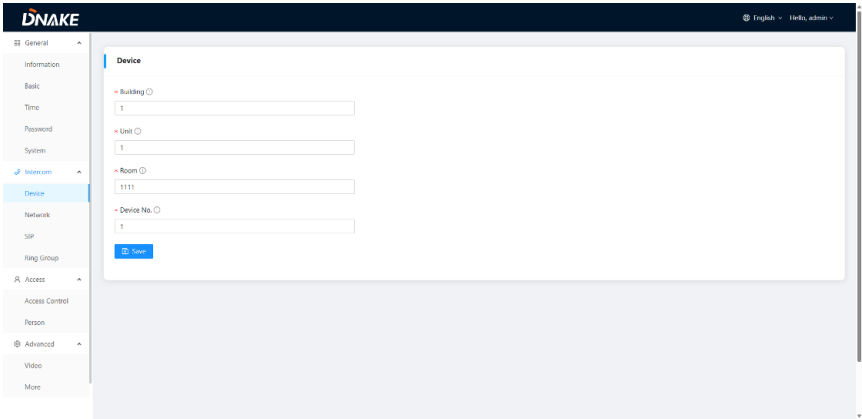 DNAKE
English
Hello, admin
General
Information
Basic
Time
Password
System
Intercom
Device
Network
SIP
Ring Group
Access
Access Control
Person
Advanced
Video
More
Device
* Building
1
* Unit
1
* Room
1111
* Device No.
1
Save